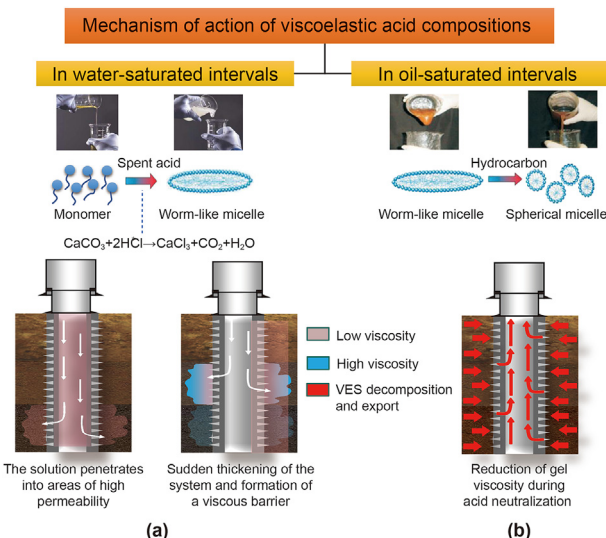 Mechanism of action of viscoelastic acid compositions
In water-saturated intervals
In oil-saturated intervals
Spent acid
Monomer
Worm-like micelle
CaCO₃+2HCl→CaCl₃+CO₂+H₂O
Hydrocarbon
Worm-like micelle
Spherical micelle
Low viscosity
High viscosity
VES decomposition
and export
The solution penetrates
into areas of high
permeability
Sudden thickening of the
system and formation of
a viscous barrier
Reduction of gel
viscosity during
acid neutralization
(a)
(b)